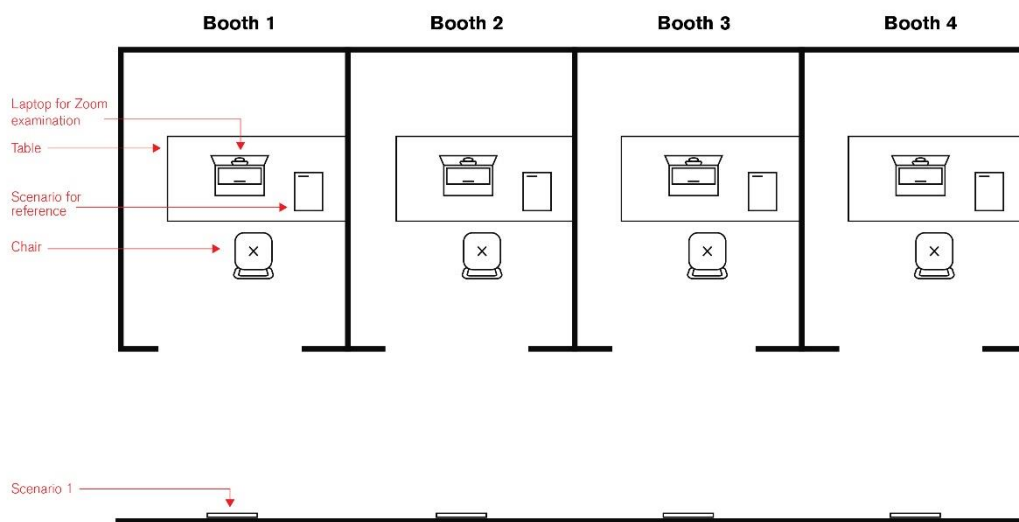 Booth 1
Booth 2
Booth 3
Booth 4
Laptop for Zoom
examination
Table
Scenario for
reference
Chair
Scenario 1